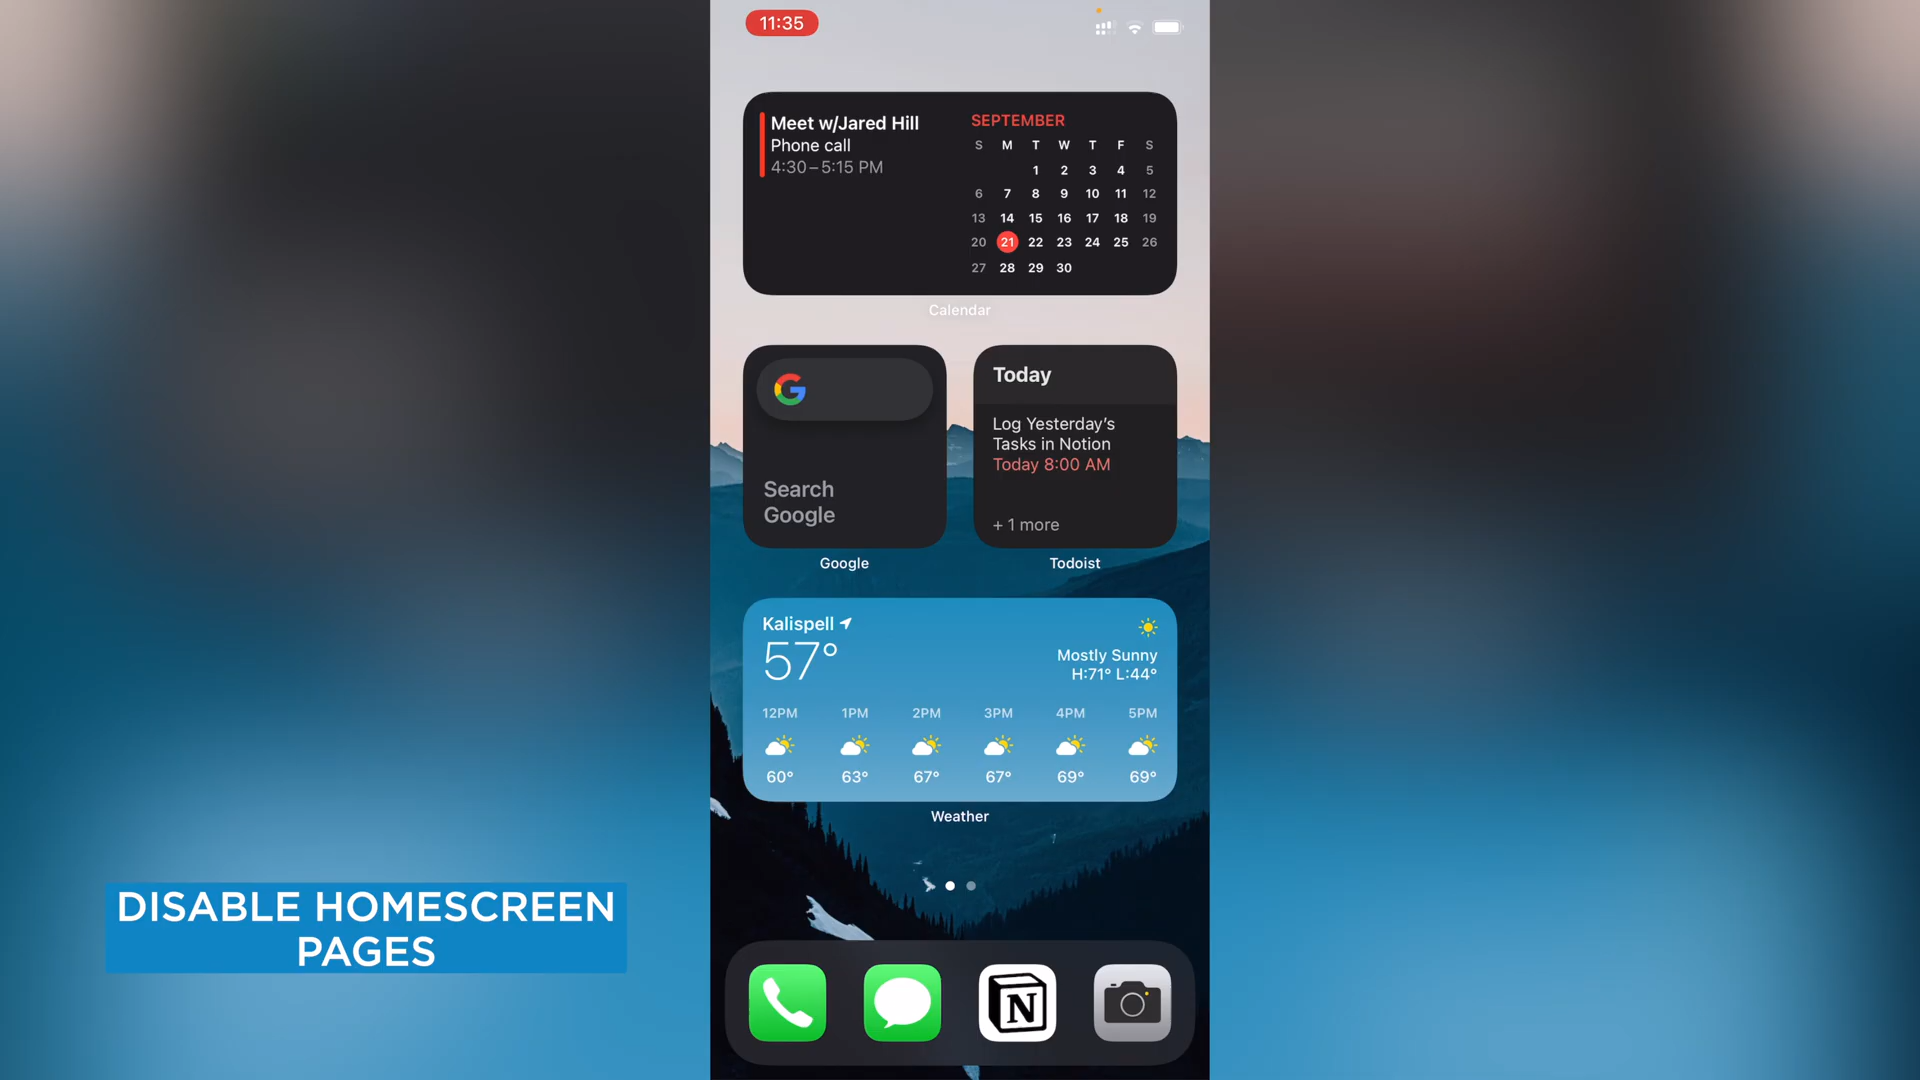 11:35
Meet w/Jared Hill
Phone call
4:30–5:15 PM
SEPTEMBER
S M T W T F S
1 2 3 4 5
6 7 8 9 10 11 12
13 14 15 16 17 18 19
20 21 22 23 24 25 26
27 28 29 30
Calendar
Search
Google
Google
Today
Log Yesterday's
Tasks in Notion
Today 8:00 AM
+ 1 more
Todoist
Kalispell
57°
Mostly Sunny
H:71° L:44°
12PM 1PM 2PM 3PM 4PM 5PM
60° 63° 67° 67° 69° 69°
Weather
DISABLE HOMESCREEN
PAGES
N